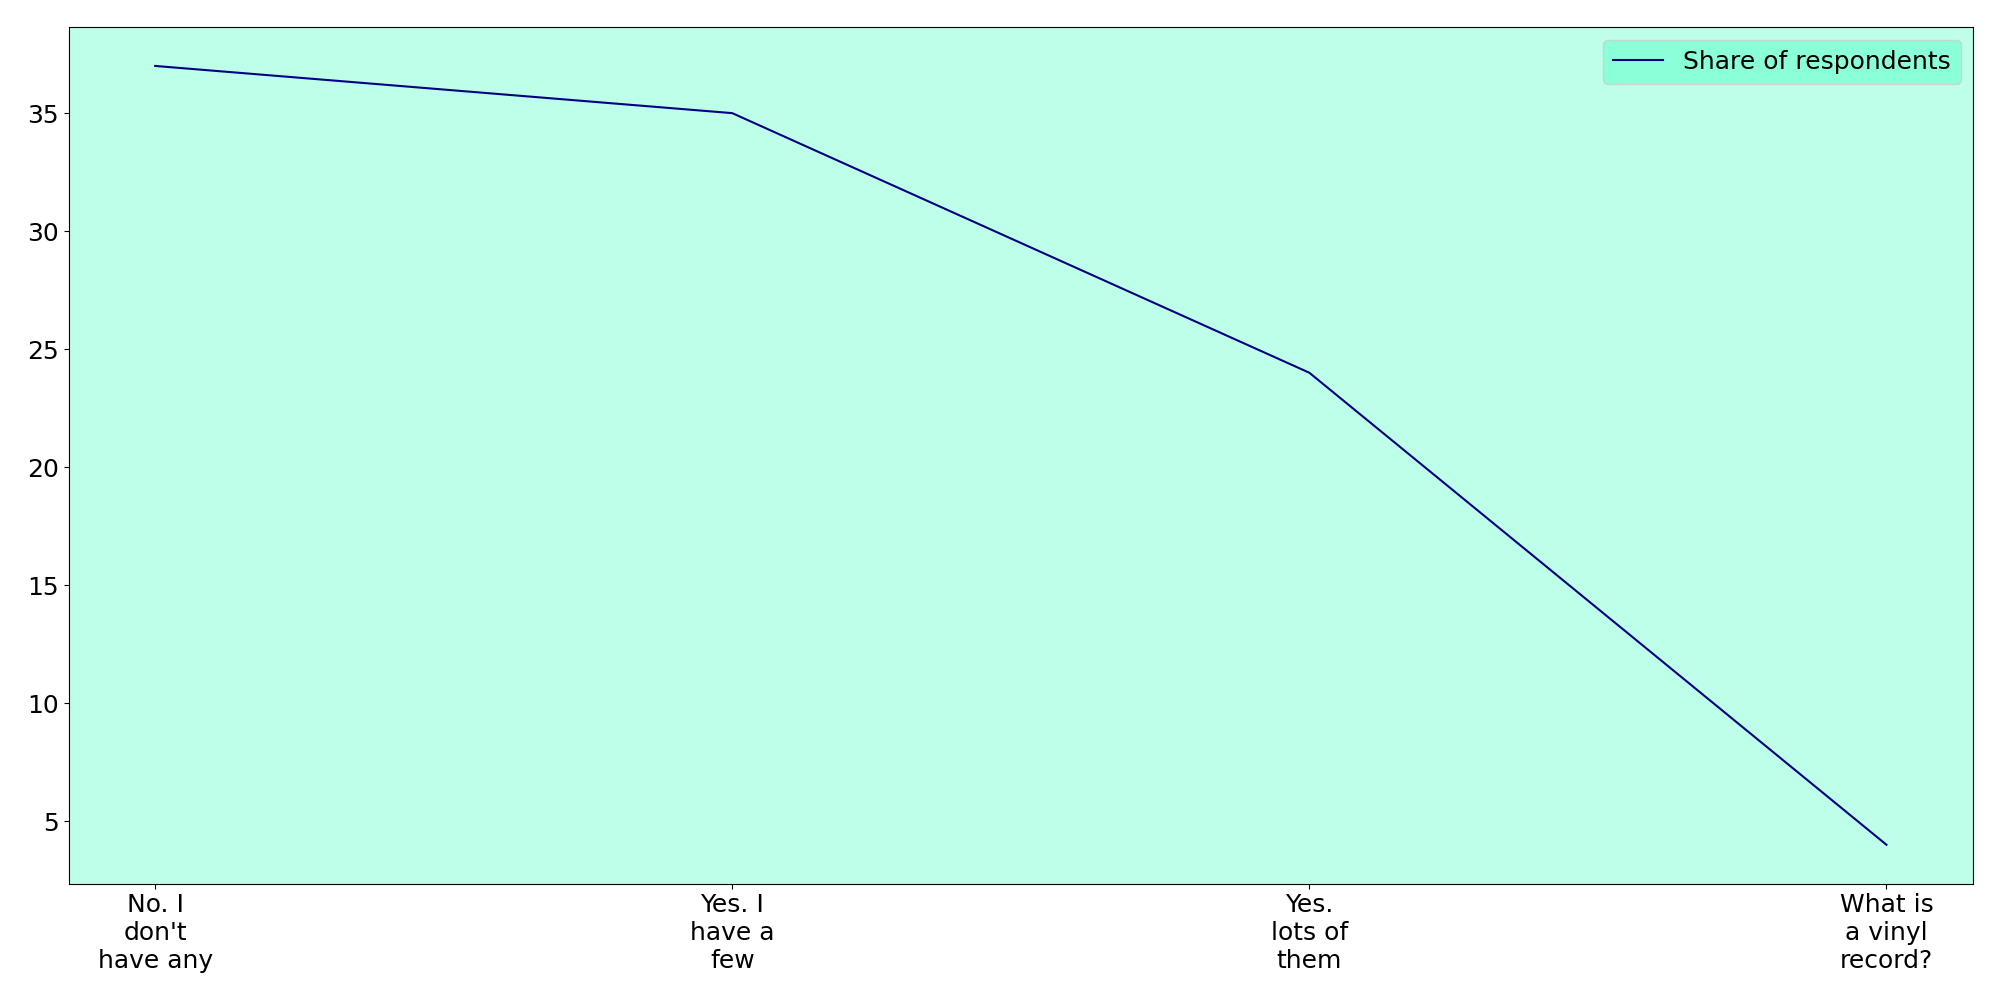 Share of respondents
35
30
25
20
15
10
5
No. I
don't
have any
Yes. I
have a
few
Yes.
lots of
them
What is
a vinyl
record?